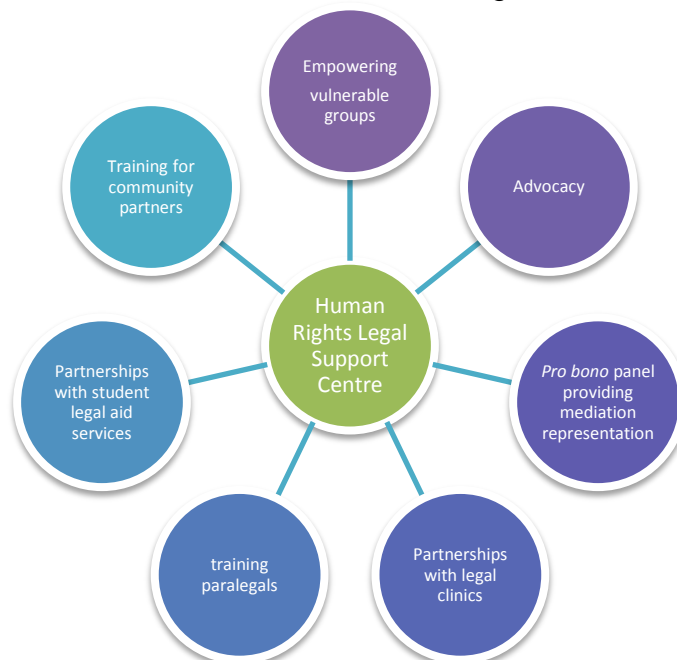 Empowering
vulnerable
groups
Advocacy
Pro bono panel
providing
mediation
representation
Partnerships
with legal
clinics
training
paralegals
Partnerships
with student
legal aid
services
Training for
community
partners
Human
Rights Legal
Support
Centre